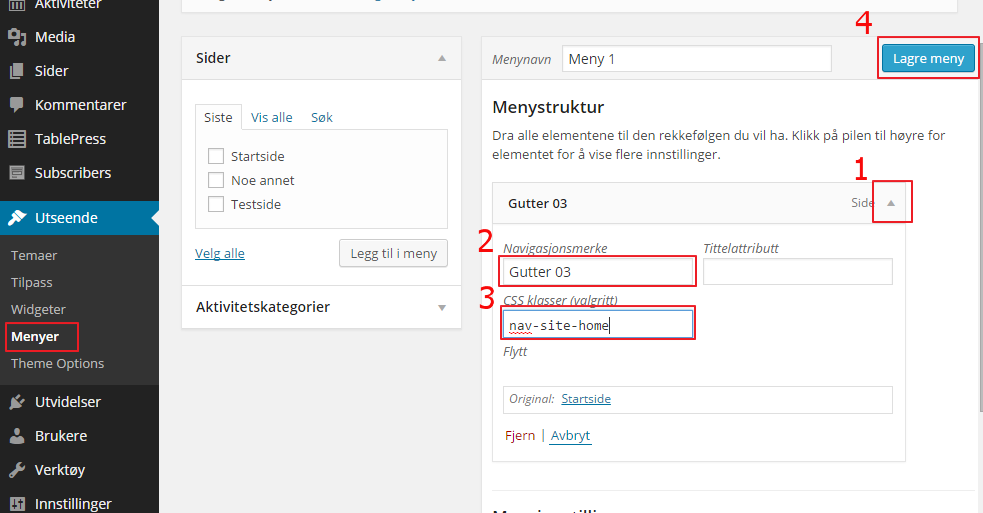 Aktiviteter
Media
Sider
Kommentarer
TablePress
Subscribers
Utseende
Temaer
Tilpass
Widgeter
Menyer
Theme Options
Utvidelser
Brukere
Verktøy
Innstillinger
Sider
Siste
Vis alle
Søk
Startside
Noe annet
Testside
Velg alle
Legg til i meny
Aktivitetskategorier
4
Menynavn
Meny 1
Lagre meny
Menystruktur
Dra alle elementene til den rekkefølgen du vil ha. Klikk på pilen til høyre for
elementet for å vise flere innstillinger.
1
Gutter 03
Side
2
Navigasjonsmerke
Tittelattributt
Gutter 03
3
CSS klasser (valgritt)
nav-site-home
Flytt
Original: Startside
Fjern | Avbryt